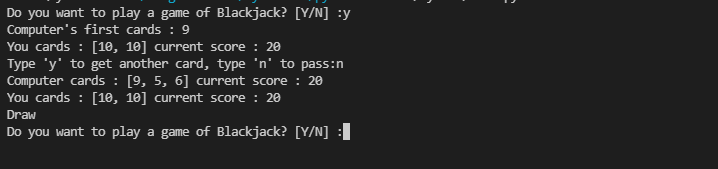 Do you want to play a game of Blackjack? [Y/N] :y
Computer's first cards : 9
You cards : [10, 10] current score : 20
Type 'y' to get another card, type 'n' to pass:n
Computer cards : [9, 5, 6] current score : 20
You cards : [10, 10] current score : 20
Draw
Do you want to play a game of Blackjack? [Y/N] :